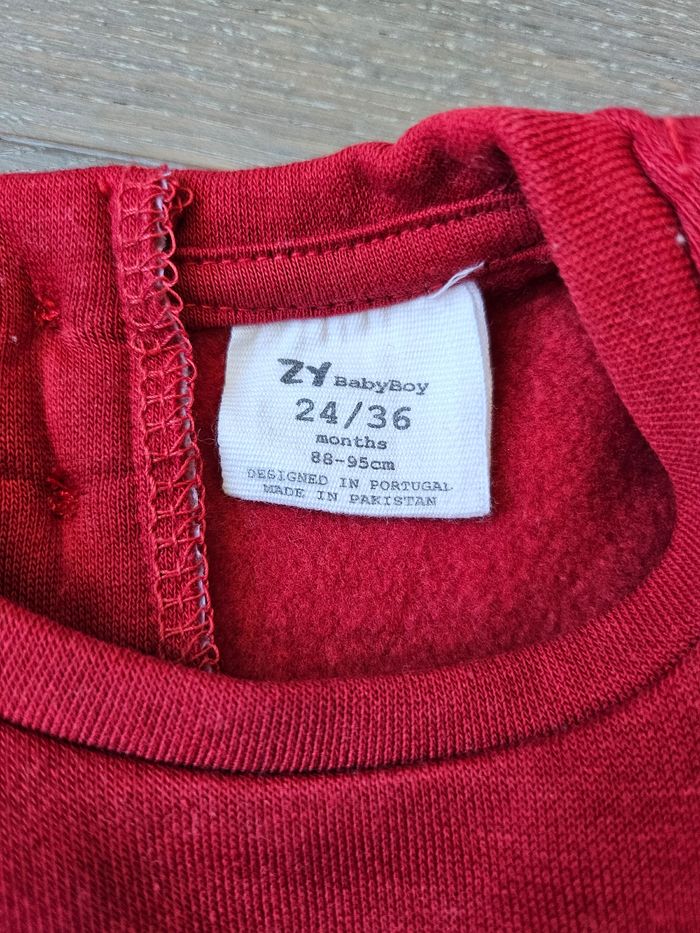 ZY BabyBoy
24/36
months
88-95cm
DESIGNED IN PORTUGAL
MADE IN PAKISTAN